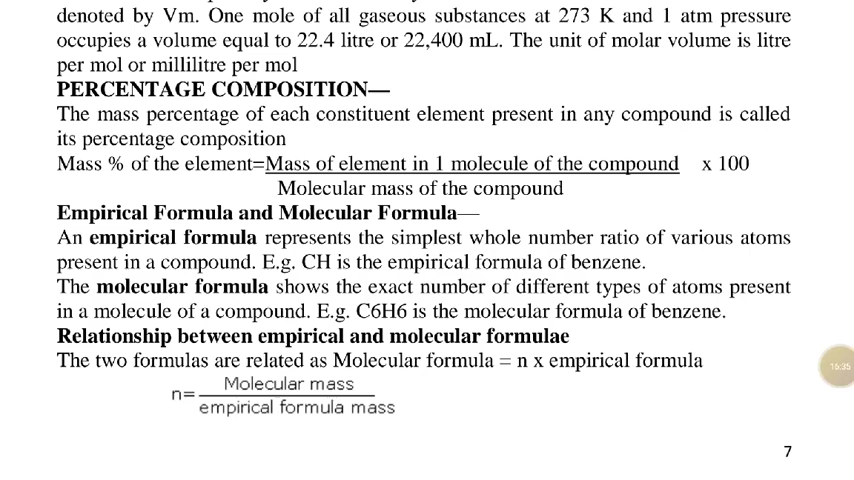 denoted by Vm. One mole of all gaseous substances at 273 K and 1 atm pressure
occupies a volume equal to 22.4 litre or 22,400 mL. The unit of molar volume is litre
per mol or millilitre per mol
PERCENTAGE COMPOSITION—
The mass percentage of each constituent element present in any compound is called
its percentage composition
Mass % of the element=Mass of element in 1 molecule of the compound x 100
Molecular mass of the compound
Empirical Formula and Molecular Formula—
An empirical formula represents the simplest whole number ratio of various atoms
present in a compound. E.g. CH is the empirical formula of benzene.
The molecular formula shows the exact number of different types of atoms present
in a molecule of a compound. E.g. C6H6 is the molecular formula of benzene.
Relationship between empirical and molecular formulae
The two formulas are related as Molecular formula = n x empirical formula
n= Molecular mass
empirical formula mass
16:35
7